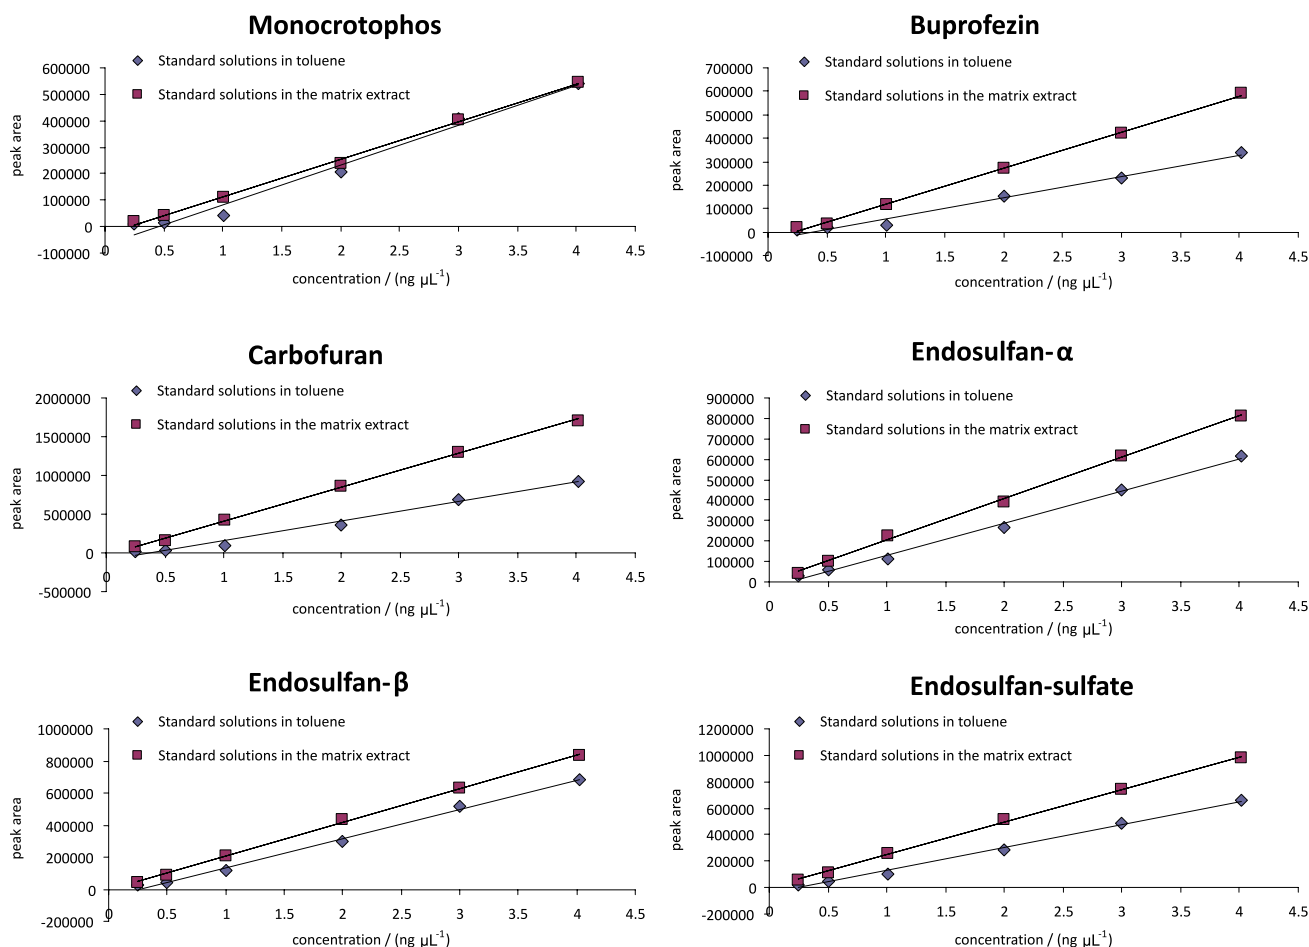 Monocrotophos
Standard solutions in toluene
Standard solutions in the matrix extract
600000
500000
400000
300000
200000
100000
0
-100000
peak area
0 0.5 1 1.5 2 2.5 3 3.5 4 4.5
concentration / (ng µL⁻¹)
Buprofezin
Standard solutions in toluene
Standard solutions in the matrix extract
700000
600000
500000
400000
300000
200000
100000
0
-100000
peak area
0 0.5 1 1.5 2 2.5 3 3.5 4 4.5
concentration / (ng µL⁻¹)
Carbofuran
Standard solutions in toluene
Standard solutions in the matrix extract
2000000
1500000
1000000
500000
0
-500000
peak area
0 0.5 1 1.5 2 2.5 3 3.5 4 4.5
concentration / (ng µL⁻¹)
Endosulfan-α
Standard solutions in toluene
Standard solutions in the matrix extract
900000
800000
700000
600000
500000
400000
300000
200000
100000
0
peak area
0 0.5 1 1.5 2 2.5 3 3.5 4 4.5
concentration / (ng µL⁻¹)
Endosulfan-β
Standard solutions in toluene
Standard solutions in the matrix extract
1000000
800000
600000
400000
200000
0
-200000
peak area
0 0.5 1 1.5 2 2.5 3 3.5 4 4.5
concentration / (ng µL⁻¹)
Endosulfan-sulfate
Standard solutions in toluene
Standard solutions in the matrix extract
1200000
1000000
800000
600000
400000
200000
0
-200000
peak area
0 0.5 1 1.5 2 2.5 3 3.5 4 4.5
concentration / (ng µL⁻¹)